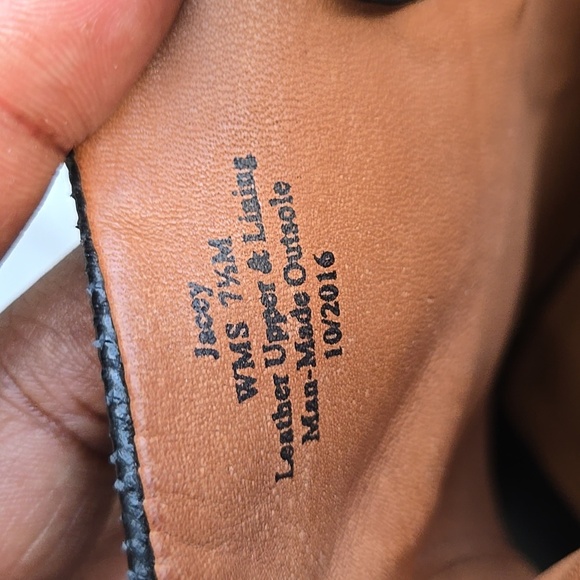 Jacey
WMS 7½M
Leather Upper & Lining
Man-Made Outsole
10/2016